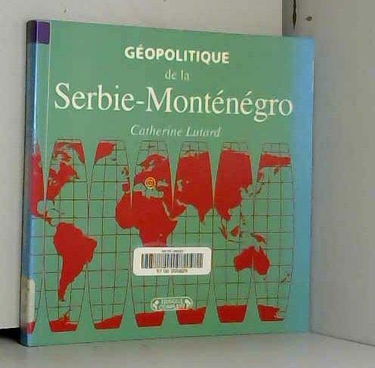 GÉOPOLITIQUE
de la
Serbie-Monténégro
Catherine Lutard